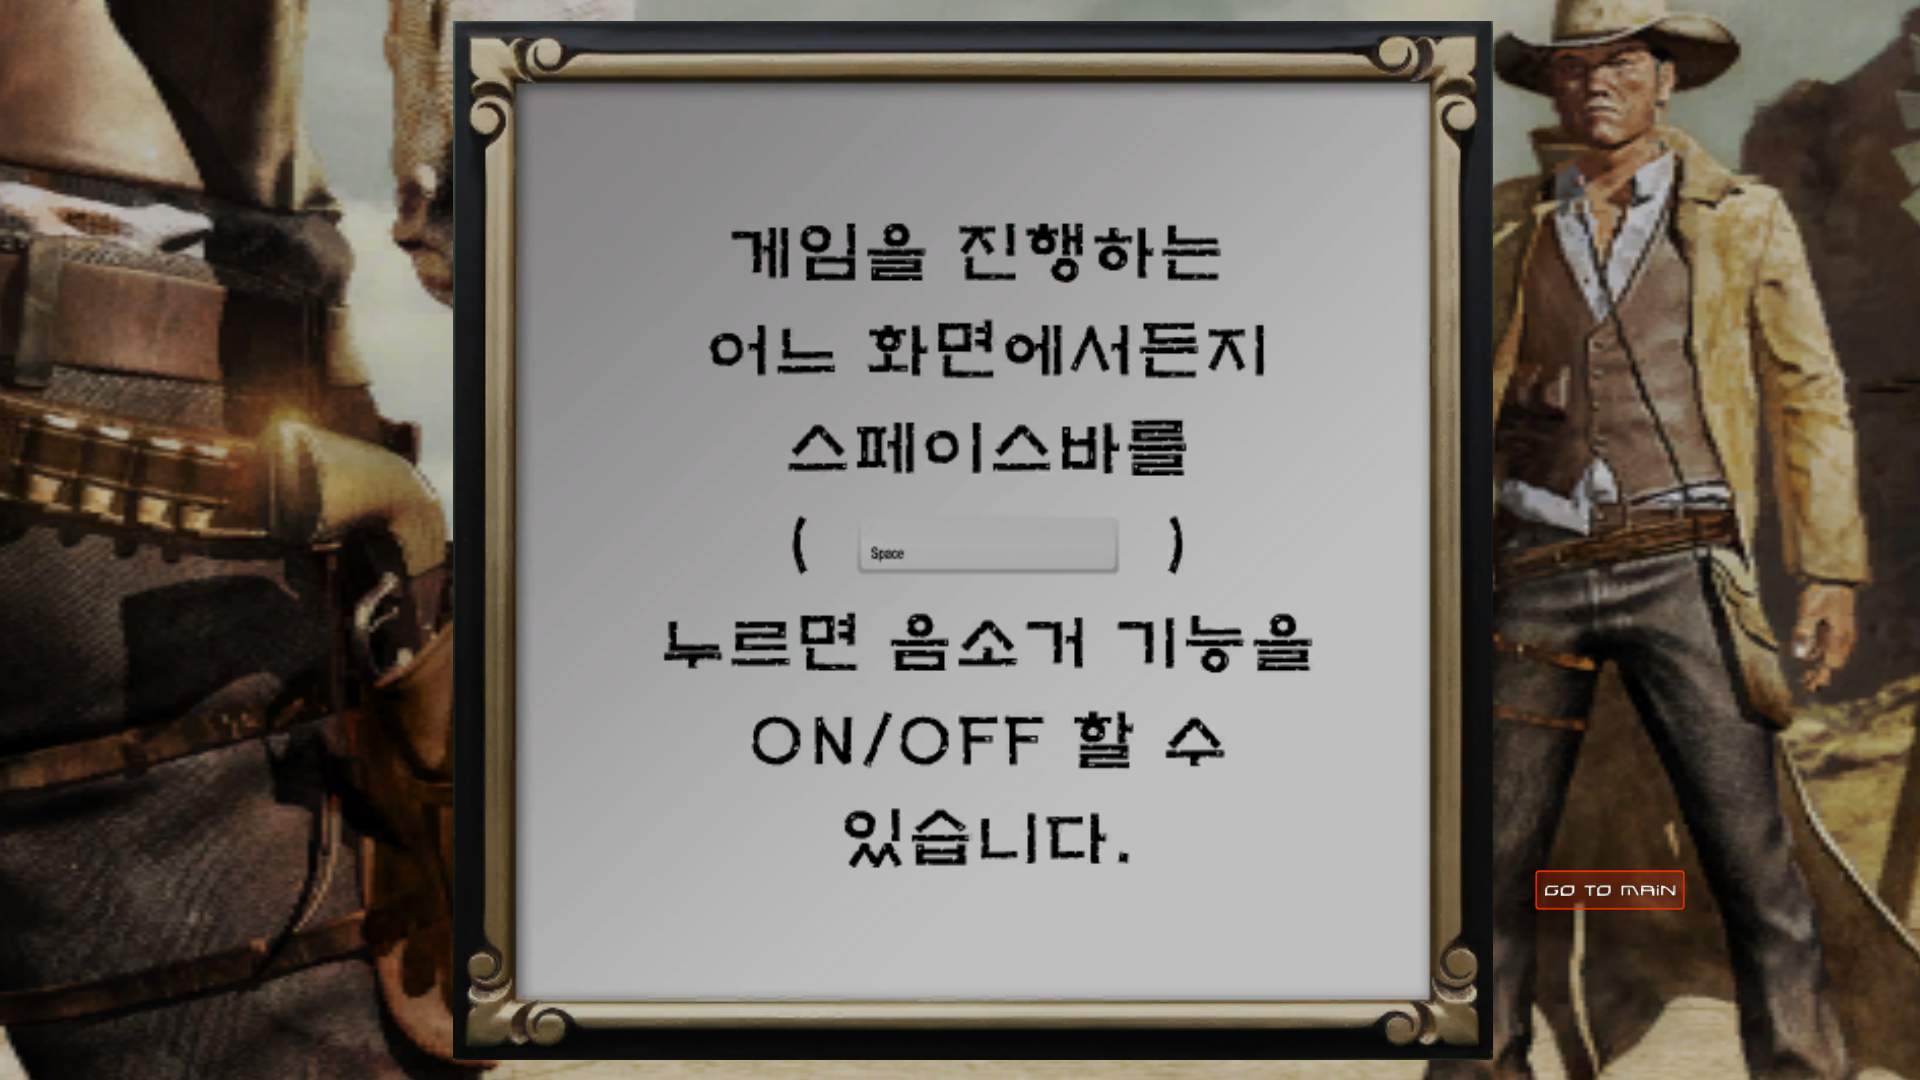 게임을 진행하는
어느 화면에서든지
스페이스바를
( Space )
누르면 음소거 기능을
ON/OFF 할 수
있습니다.
GO TO MAIN